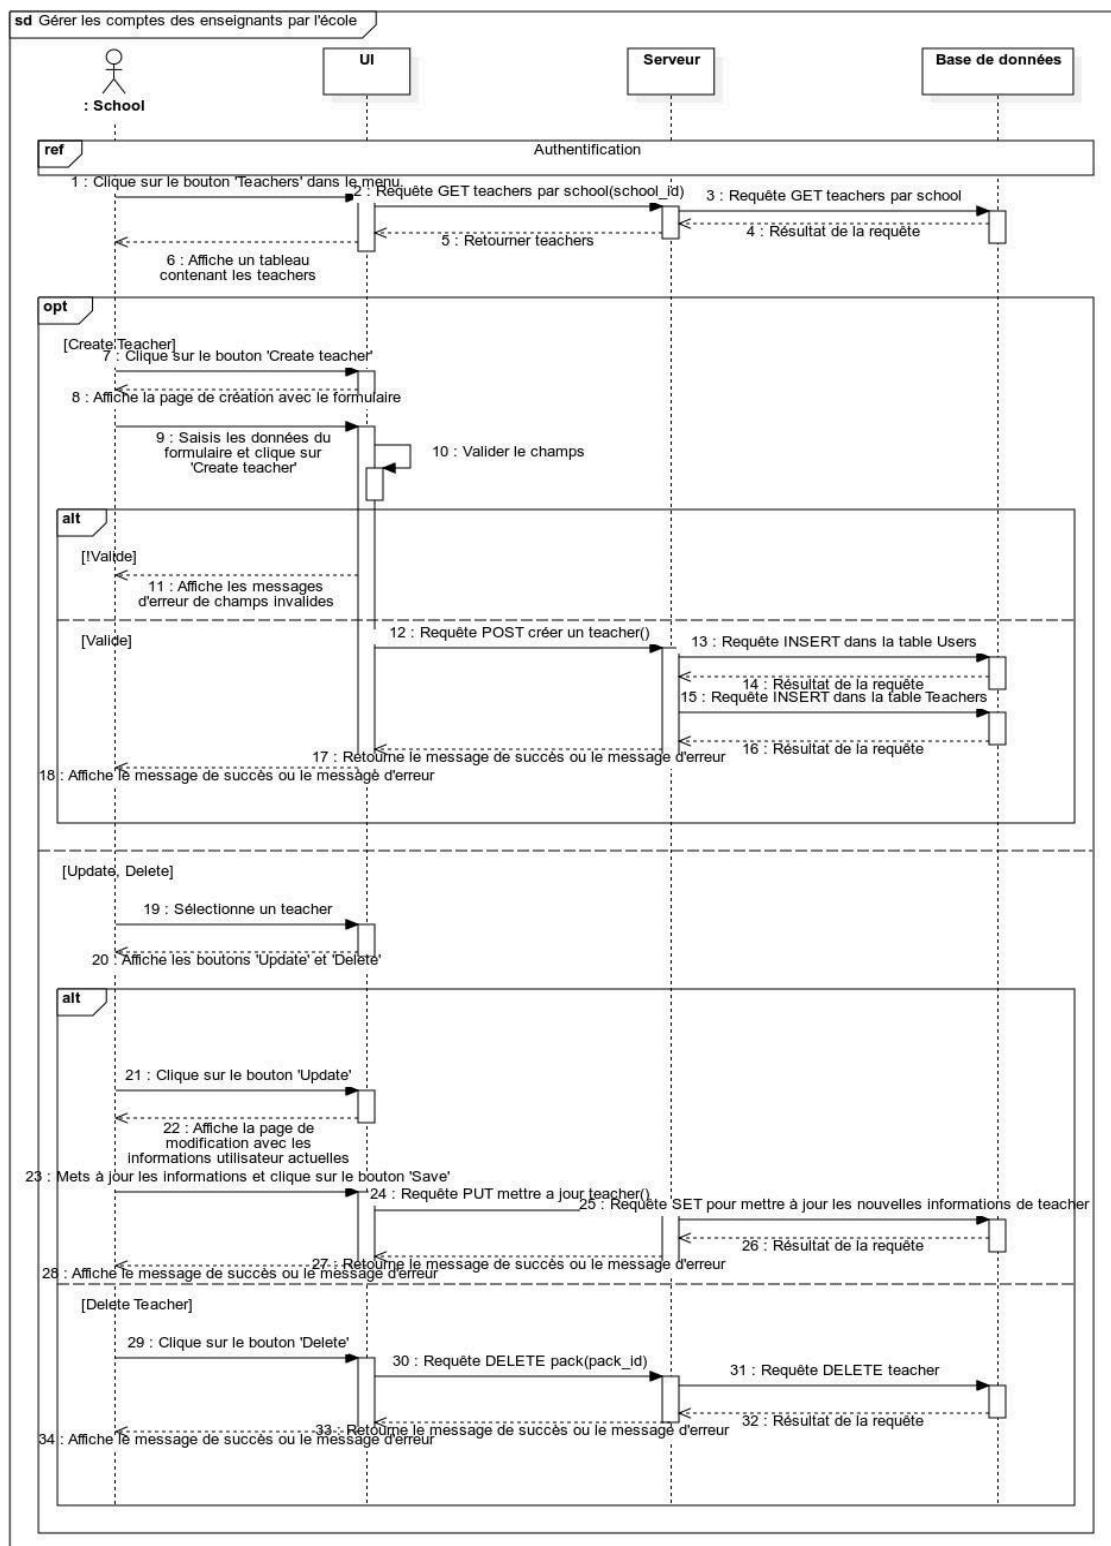 sd Gérer les comptes des enseignants par l'école
UI
Serveur
Base de données
: School
ref
Authentification
1 : Clique sur le bouton 'Teachers' dans le menu
2 : Requête GET teachers par school(school_id)
3 : Requête GET teachers par school
4 : Résultat de la requête
5 : Retourner teachers
6 : Affiche un tableau
contenant les teachers
opt
[Create Teacher]
7 : Clique sur le bouton 'Create teacher'
8 : Affiche la page de création avec le formulaire
9 : Saisis les données du
formulaire et clique sur
'Create teacher'
10 : Valider le champs
alt
[!Valide]
11 : Affiche les messages
d'erreur de champs invalides
[Valide]
12 : Requête POST créer un teacher()
13 : Requête INSERT dans la table Users
14 : Résultat de la requête
15 : Requête INSERT dans la table Teachers
16 : Résultat de la requête
17 : Retourne le message de succès ou le message d'erreur
18 : Affiche le message de succès ou le message d'erreur
[Update, Delete]
19 : Sélectionne un teacher
20 : Affiche les boutons 'Update' et 'Delete'
alt
21 : Clique sur le bouton 'Update'
22 : Affiche la page de
modification avec les
informations utilisateur actuelles
23 : Mets à jour les informations et clique sur le bouton 'Save'
24 : Requête PUT mettre a jour teacher()
25 : Requête SET pour mettre à jour les nouvelles informations de teacher
26 : Résultat de la requête
27 : Retourne le message de succès ou le message d'erreur
28 : Affiche le message de succès ou le message d'erreur
[Delete Teacher]
29 : Clique sur le bouton 'Delete'
30 : Requête DELETE pack(pack_id)
31 : Requête DELETE teacher
32 : Résultat de la requête
33 : Retourne le message de succès ou le message d'erreur
34 : Affiche le message de succès ou le message d'erreur